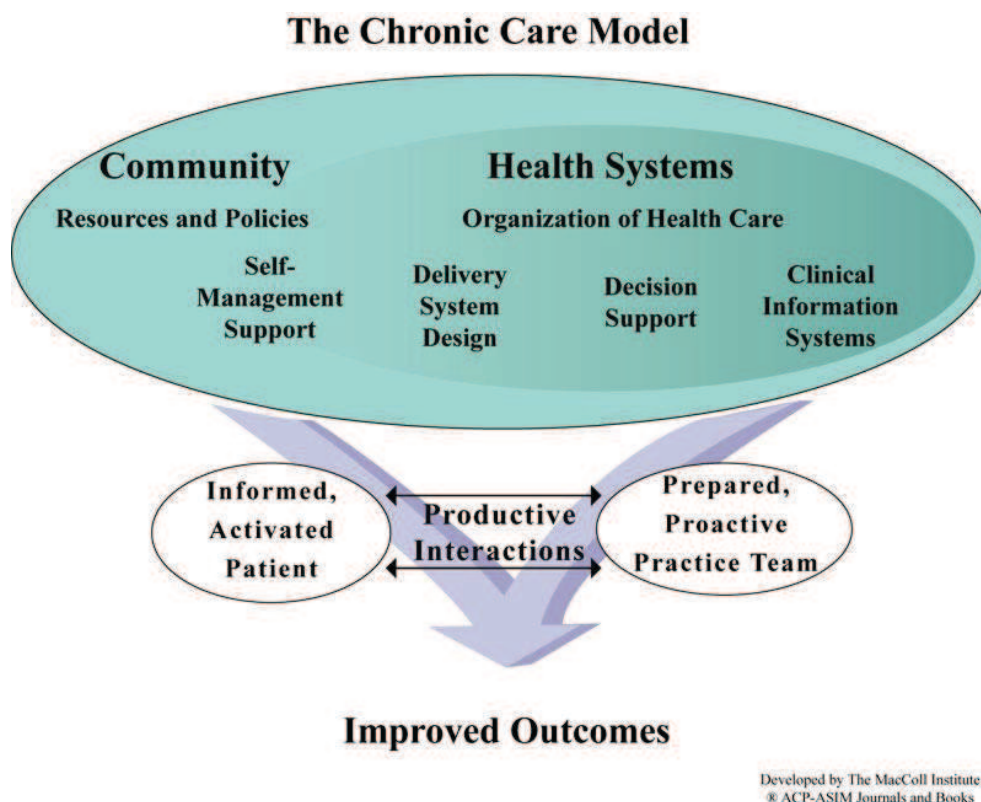 The Chronic Care Model
Community
Resources and Policies
Health Systems
Organization of Health Care
Self-
Management
Support
Delivery
System
Design
Decision
Support
Clinical
Information
Systems
Informed,
Activated
Patient
Productive
Interactions
Prepared,
Proactive
Practice Team
Improved Outcomes
Developed by The MacColl Institute
® ACP-ASIM Journals and Books